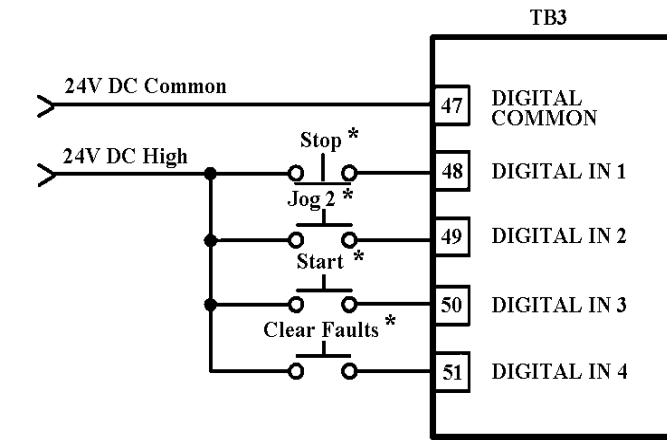 TB3
24V DC Common
47 DIGITAL
COMMON
24V DC High
Stop *
48 DIGITAL IN 1
Jog 2 *
49 DIGITAL IN 2
Start *
50 DIGITAL IN 3
Clear Faults *
51 DIGITAL IN 4